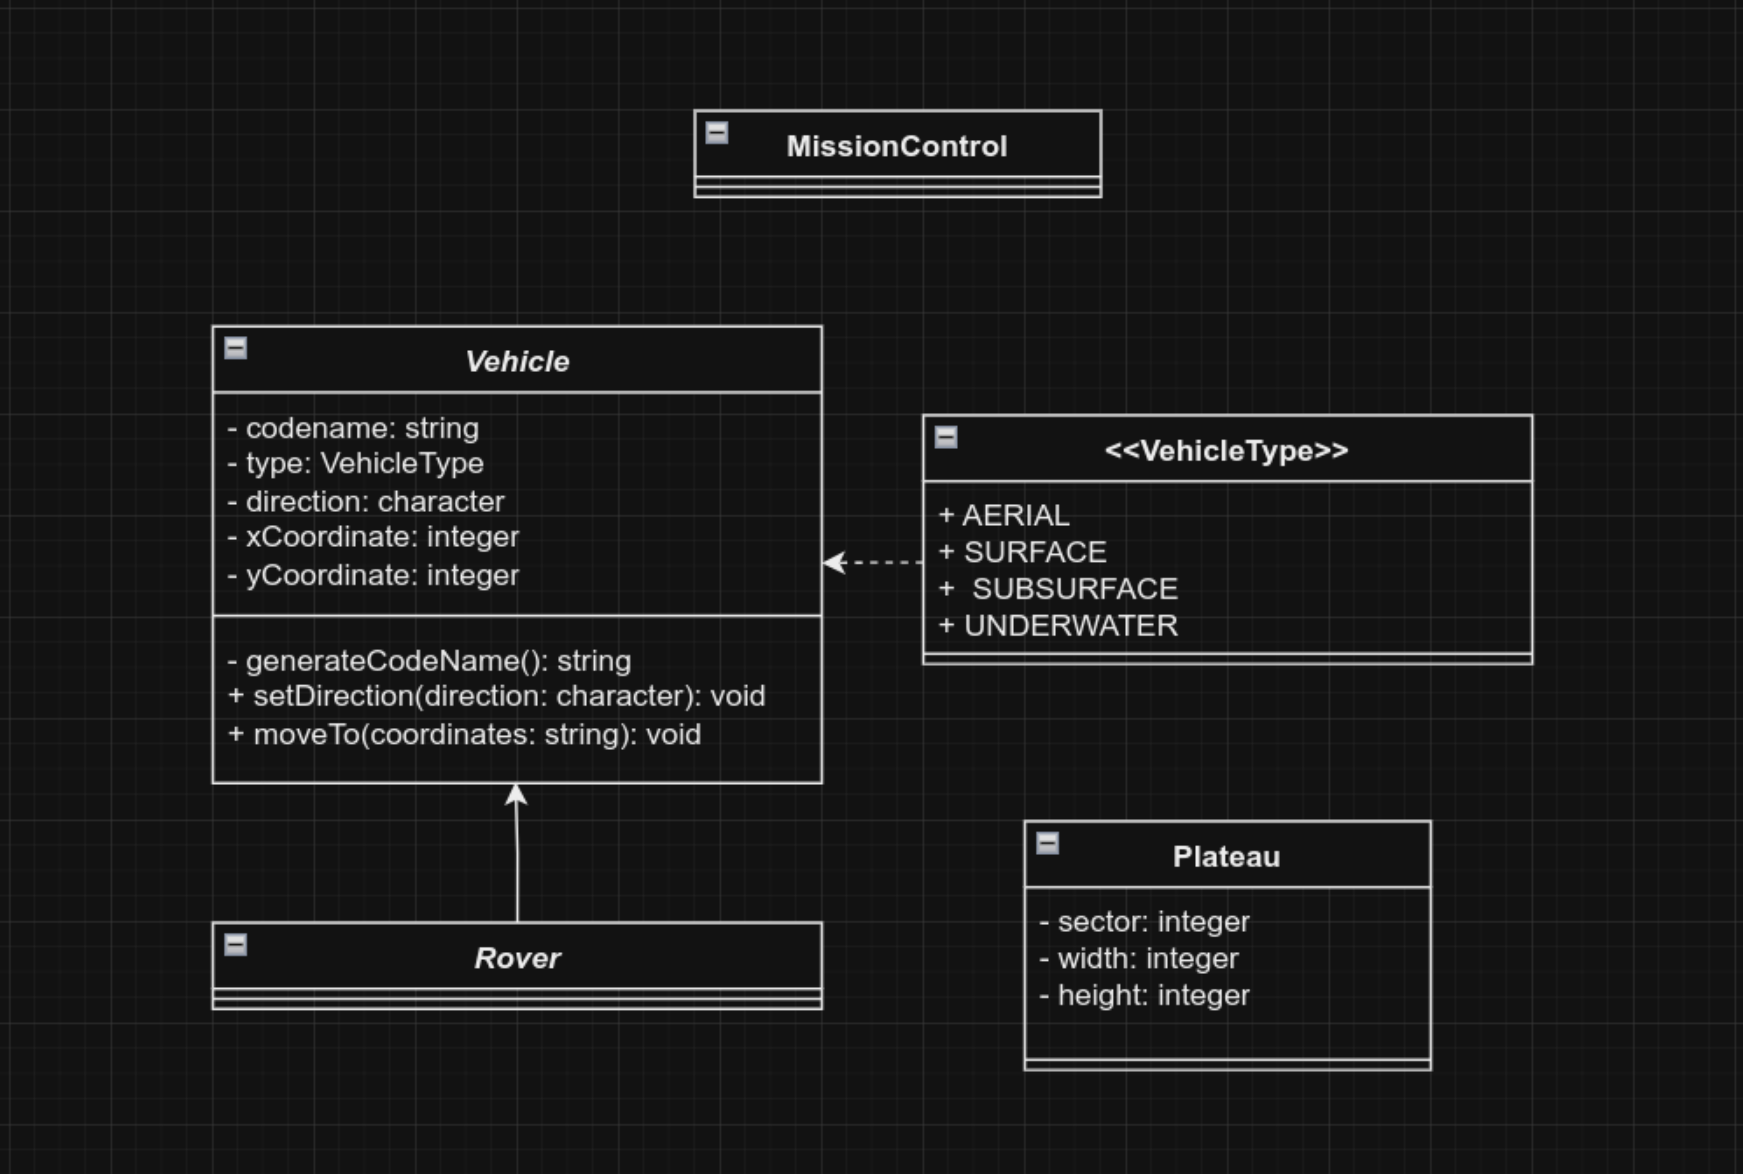 MissionControl
Vehicle
- codename: string
- type: VehicleType
- direction: character
- xCoordinate: integer
- yCoordinate: integer
- generateCodeName(): string
+ setDirection(direction: character): void
+ moveTo(coordinates: string): void
<<VehicleType>>
+ AERIAL
+ SURFACE
+  SUBSURFACE
+ UNDERWATER
Rover
Plateau
- sector: integer
- width: integer
- height: integer